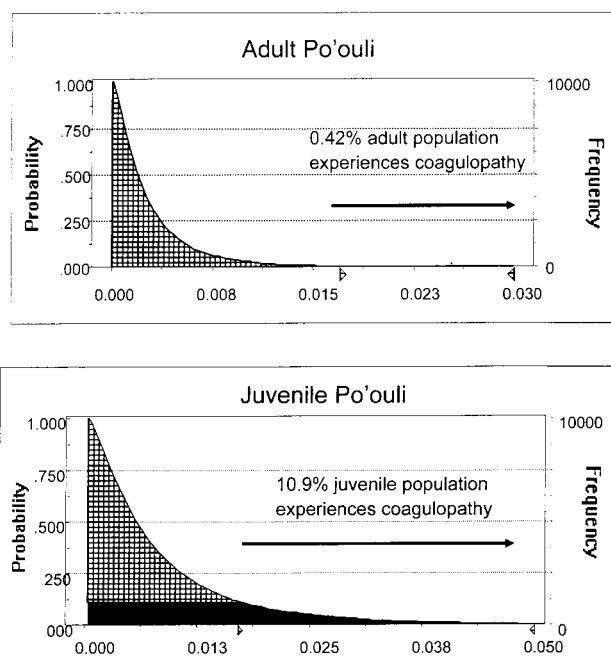 Adult Po'ouli
1.000
.750
.500
.250
.000
Probability
0.42% adult population
experiences coagulopathy
10000
0
Frequency
0.000 0.008 0.015 0.023 0.030
Juvenile Po'ouli
1.000
.750
.500
.250
000
Probability
10.9% juvenile population
experiences coagulopathy
10000
0
Frequency
0.000 0.013 0.025 0.038 0.050